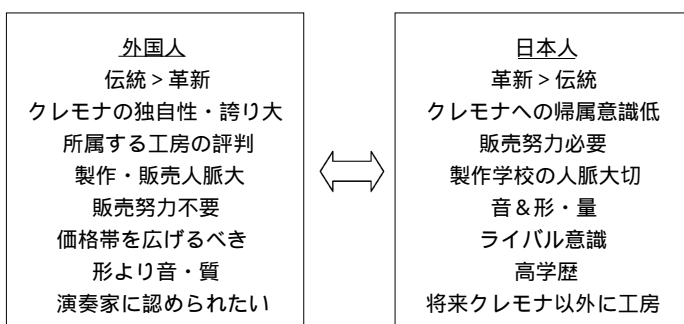 外国人
伝統＞革新
クレモナの独自性・誇り大
所属する工房の評判
製作・販売人脈大
販売努力不要
価格帯を広げるべき
形より音・質
演奏家に認められたい
日本人
革新＞伝統
クレモナへの帰属意識低
販売努力必要
製作学校の人脈大切
音＆形・量
ライバル意識
高学歴
将来クレモナ以外に工房